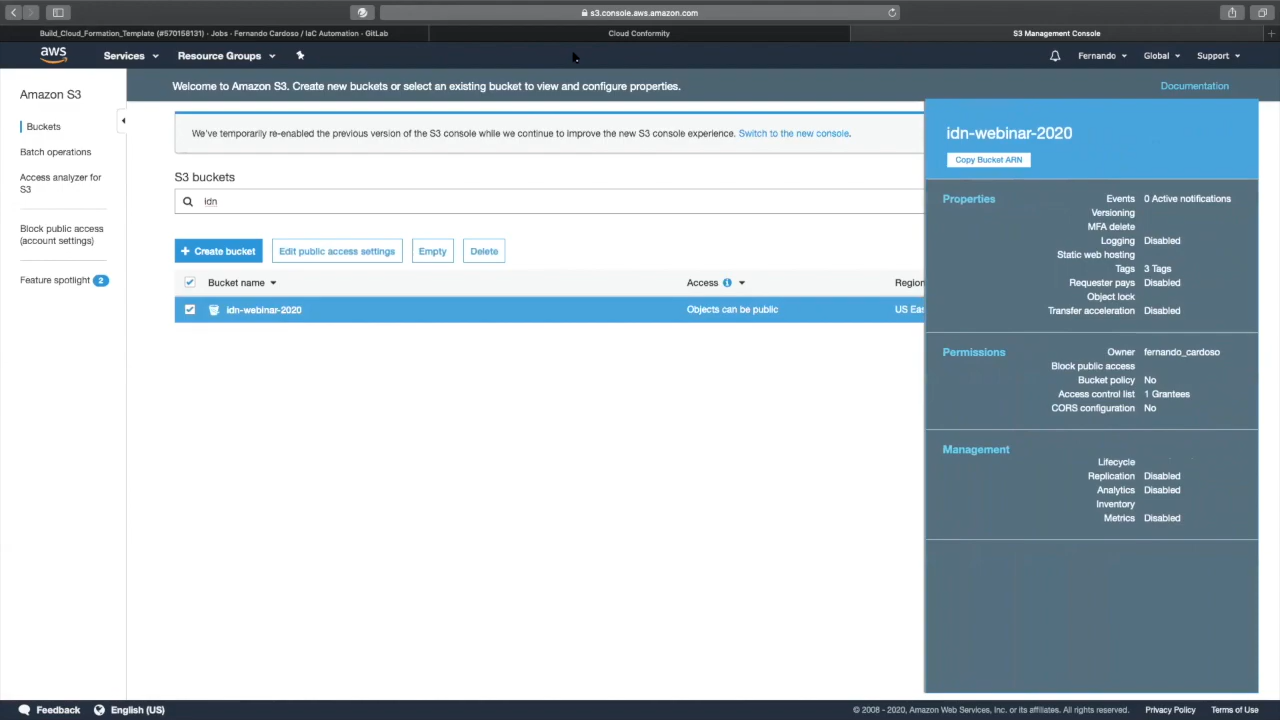 s3.console.aws.amazon.com
Build_Cloud_Formation_Template (#570158131) · Jobs · Fernando Cardoso / IaC Automation · GitLab
Cloud Conformity
S3 Management Console
aws
Services
Resource Groups
Fernando
Global
Support
Amazon S3
Buckets
Batch operations
Access analyzer for
S3
Block public access
(account settings)
Feature spotlight 2
Welcome to Amazon S3. Create new buckets or select an existing bucket to view and configure properties.
Documentation
We've temporarily re-enabled the previous version of the S3 console while we continue to improve the new S3 console experience. Switch to the new console.
S3 buckets
idn
+ Create bucket
Edit public access settings
Empty
Delete
Bucket name
Access
Region
idn-webinar-2020
Objects can be public
US Eas
idn-webinar-2020
Copy Bucket ARN
Properties
Events 0 Active notifications
Versioning
MFA delete
Logging Disabled
Static web hosting
Tags 3 Tags
Requester pays Disabled
Object lock
Transfer acceleration Disabled
Permissions
Owner fernando_cardoso
Block public access
Bucket policy No
Access control list 1 Grantees
CORS configuration No
Management
Lifecycle
Replication Disabled
Analytics Disabled
Inventory
Metrics Disabled
Feedback
English (US)
© 2008 - 2020, Amazon Web Services, Inc. or its affiliates. All rights reserved.
Privacy Policy
Terms of Use